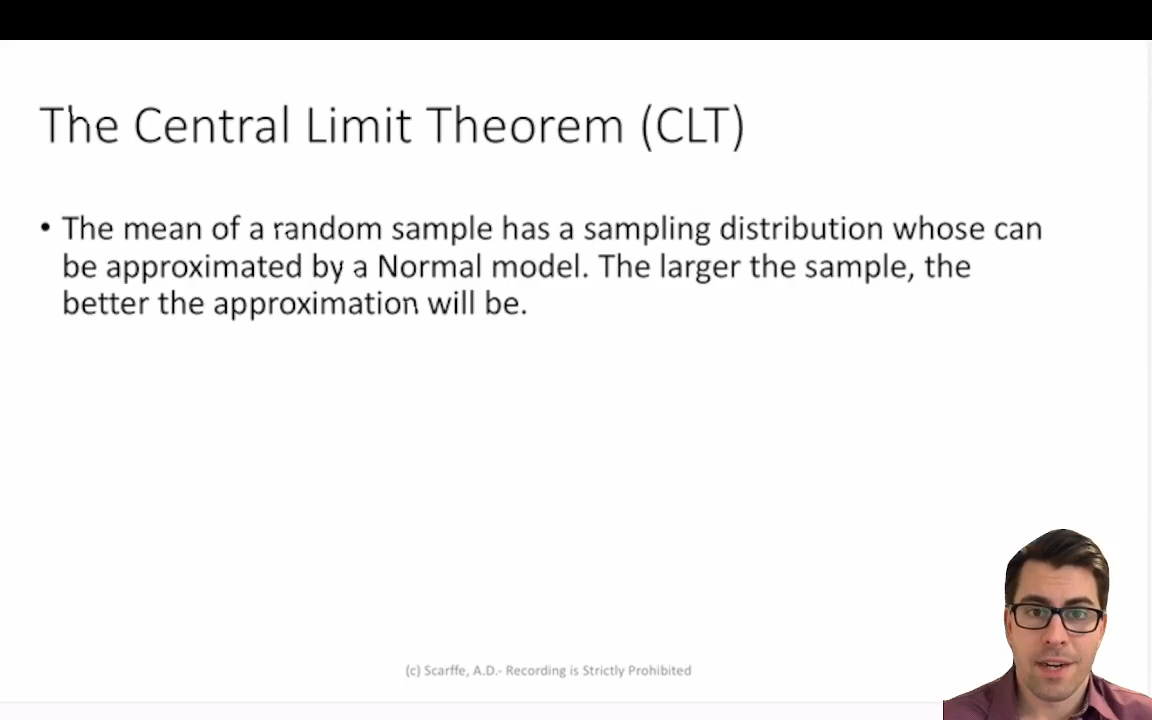 The Central Limit Theorem (CLT)
• The mean of a random sample has a sampling distribution whose can
be approximated by a Normal model. The larger the sample, the
better the approximation will be.
(c) Scarffe, A.D.- Recording is Strictly Prohibited